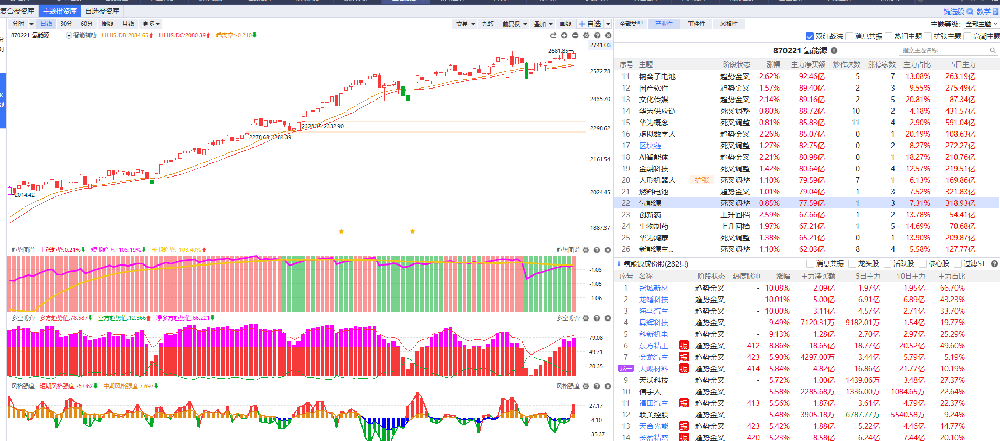 复合投资库 主题投资库 自选投资库 一键选股 教学
分时 日线 30分 60分 周线 月线 更多 交易 九转 前复权 叠加 画线 自选 全部类型 产业性 事件性 风格性 主题等级: 全部主题
双红战法 消息共振 热门主题 扩张主题 高潮主题
870221 氢能源 智能辅助 HHJSJDB:2084.65 HHJSJDC:2080.39 乖离率:-0.210
分
时
K
线
2741.03
2681.85
2572.78
2435.70
2328.85-2332.90
2298.62
2278.68-2284.39
2161.54
2014.42
2024.45
1887.37
趋势图谱 上涨趋势:0.21% 短期趋势:-103.19% 长期趋势:-103.40% 趋势图谱
-1.03
-1.05
-1.06
多空博弈 多方趋势值:78.587 空方趋势值:12.366 净多方趋势值:66.221 多空博弈
79.08
49.71
20.35
风格强度 短期风格强度:-5.062 中期风格强度:7.697 风格强度
27.17
-4.10
-35.37
870221 氢能源 搜索主题名称
序号 主题 阶段状态 涨幅 主力净买额 炒作次数 涨停家数 主力占比 5日主力
11 钠离子电池 趋势金叉 2.62% 92.46亿 5 7 13.08% 263.19亿
12 国产软件 趋势金叉 1.57% 89.40亿 2 3 9.55% 275.49亿
13 文化传媒 趋势金叉 2.14% 89.16亿 2 5 20.81% 87.34亿
14 华为供应链 死叉调整 0.80% 88.72亿 10 2 4.18% 431.57亿
15 华为概念 死叉调整 0.81% 85.83亿 11 4 2.90% 591.04亿
16 虚拟数字人 趋势金叉 2.26% 85.07亿 0 1 20.19% 108.63亿
17 区块链 死叉调整 1.27% 82.75亿 0 2 8.27% 272.27亿
18 AI智能体 趋势金叉 2.21% 80.98亿 0 1 18.27% 210.76亿
19 金融科技 死叉调整 1.42% 80.64亿 0 4 12.57% 219.51亿
20 人形机器人 扩张 死叉调整 1.10% 79.59亿 7 1 6.13% 169.86亿
21 燃料电池 趋势金叉 1.01% 79.04亿 1 3 7.52% 321.83亿
22 氢能源 死叉调整 0.85% 77.59亿 1 3 7.31% 318.93亿
23 创新药 上升回档 2.59% 67.66亿 1 2 13.78% 54.41亿
24 生物制药 上升回档 1.97% 67.21亿 1 5 14.69% 70.68亿
25 华为鸿蒙 死叉调整 1.38% 65.21亿 0 1 13.90% 209.87亿
26 新能源车... 死叉调整 1.10% 62.03亿 8 4 5.58% 127.77亿
氢能源成份股(282只) 消息共振 龙头股 活跃股 核心股 过滤ST
序号 名称 阶段状态 热度脉冲 涨幅 主力净买额 5日主力 10日主力 主力占比
1 冠城新材 趋势金叉 - 10.08% 2.09亿 1.97亿 1.95亿 66.70%
2 龙蟠科技 趋势金叉 - 10.01% 5.00亿 6.91亿 6.89亿 43.23%
3 海马汽车 趋势金叉 - 10.00% 3.11亿 4.57亿 2.71亿 33.70%
4 昇辉科技 趋势金叉 - 9.49% 7120.31万 9182.01万 1.54亿 19.77%
5 科新机电 趋势金叉 - 9.13% 1.28亿 2.70亿 2.97亿 25.29%
6 东方精工 振 趋势金叉 412 8.86% 18.65亿 18.77亿 20.52亿 49.60%
7 金龙汽车 振 趋势金叉 423 5.90% 4297.00万 3.44亿 5.79亿 5.19%
龙一 天赐材料 振 趋势金叉 414 5.84% 4.82亿 16.86亿 21.77亿 10.19%
9 天沃科技 趋势金叉 - 5.72% 1.00亿 1439.06万 3.48亿 27.37%
10 信宇人 趋势金叉 - 5.58% 2285.68万 1336.00万 1084.65万 22.64%
11 福田汽车 振 趋势金叉 413 5.56% 1.87亿 3.61亿 4.79亿 22.37%
12 联美控股 趋势金叉 - 5.48% 3905.18万 -6787.77万 5540.58万 9.24%
13 天合光能 振 趋势金叉 423 5.42% 1.88亿 5.22亿 4.46亿 14.77%
14 长盈精密 振 趋势金叉 420 5.23% 8.58亿 6.24亿 7.44亿 20.10%